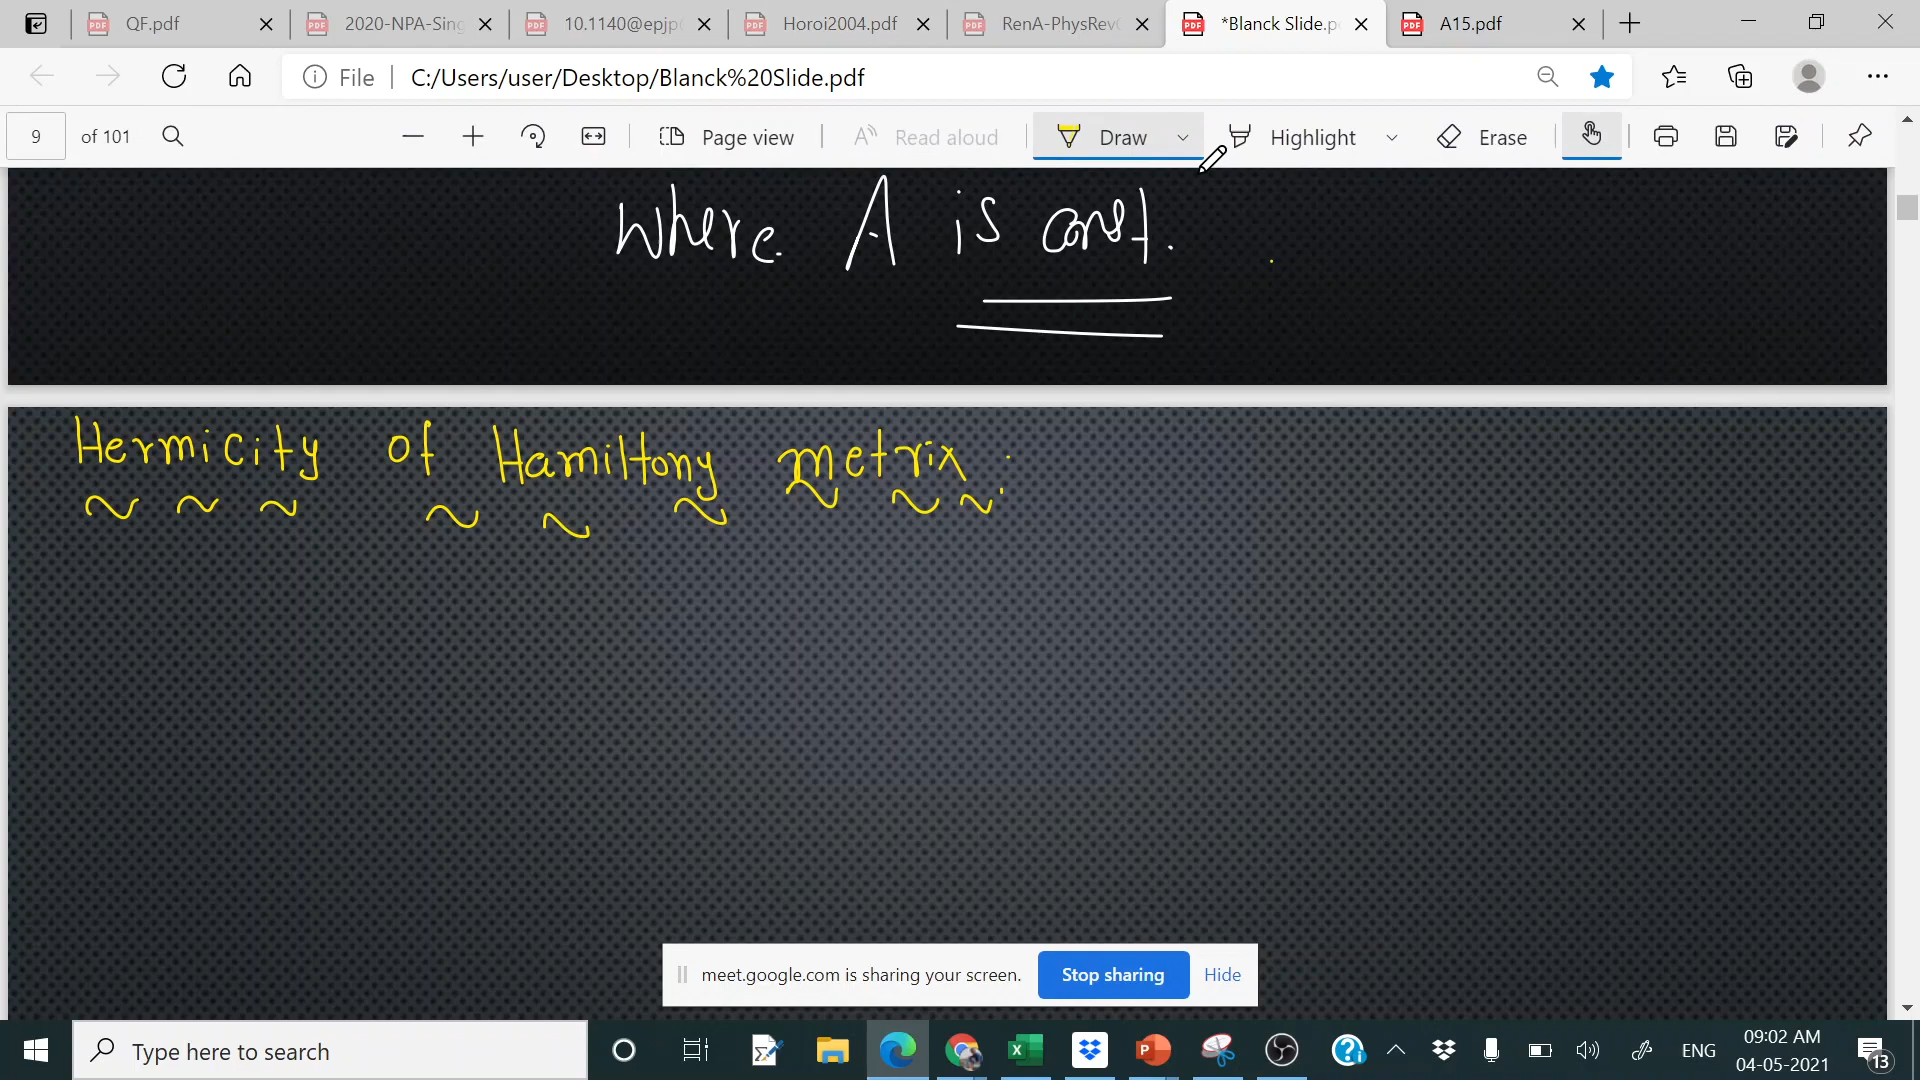 QF.pdf
2020-NPA-Sing
10.1140@epjp
Horoi2004.pdf
RenA-PhysRevC
*Blanck Slide.p
A15.pdf
File
C:/Users/user/Desktop/Blanck%20Slide.pdf
9 of 101
Page view
Read aloud
Draw
Highlight
Erase
Where A is const.
Hermicity of Hamiltony metrix :
meet.google.com is sharing your screen.
Stop sharing
Hide
Type here to search
ENG
09:02 AM
04-05-2021
13